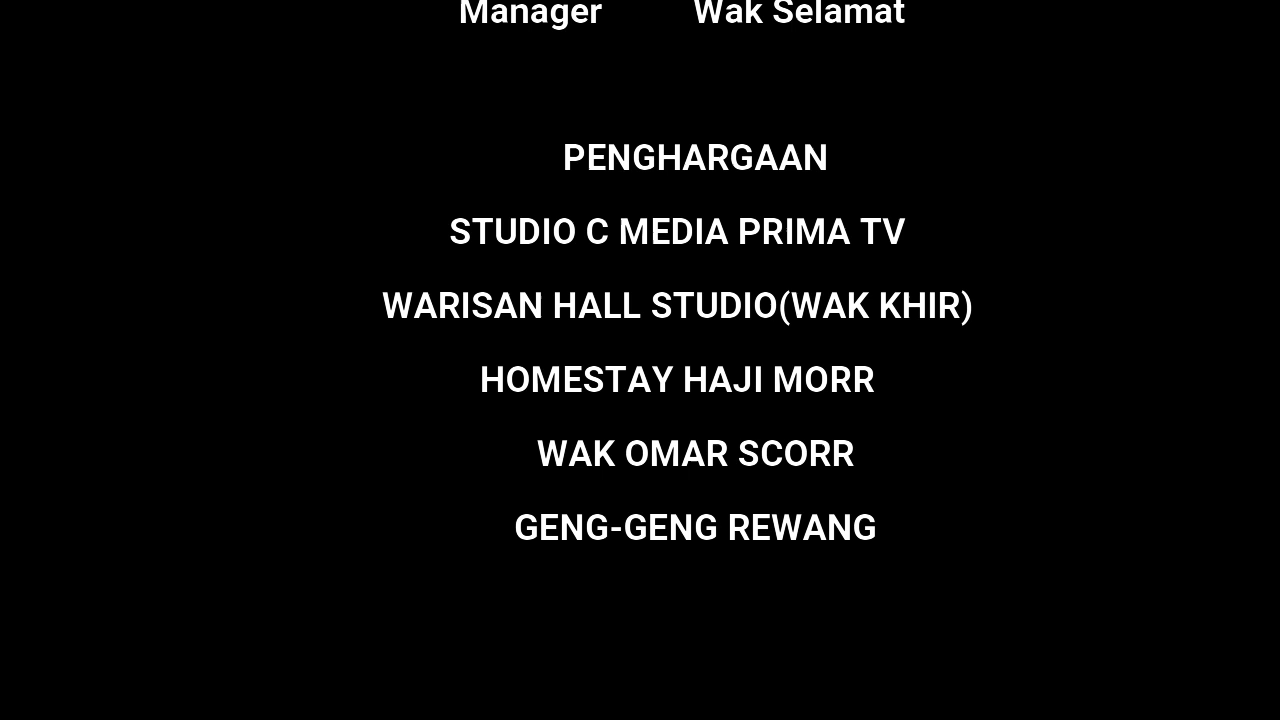 Manager Wak Selamat
PENGHARGAAN
STUDIO C MEDIA PRIMA TV
WARISAN HALL STUDIO(WAK KHIR)
HOMESTAY HAJI MORR
WAK OMAR SCORR
GENG-GENG REWANG